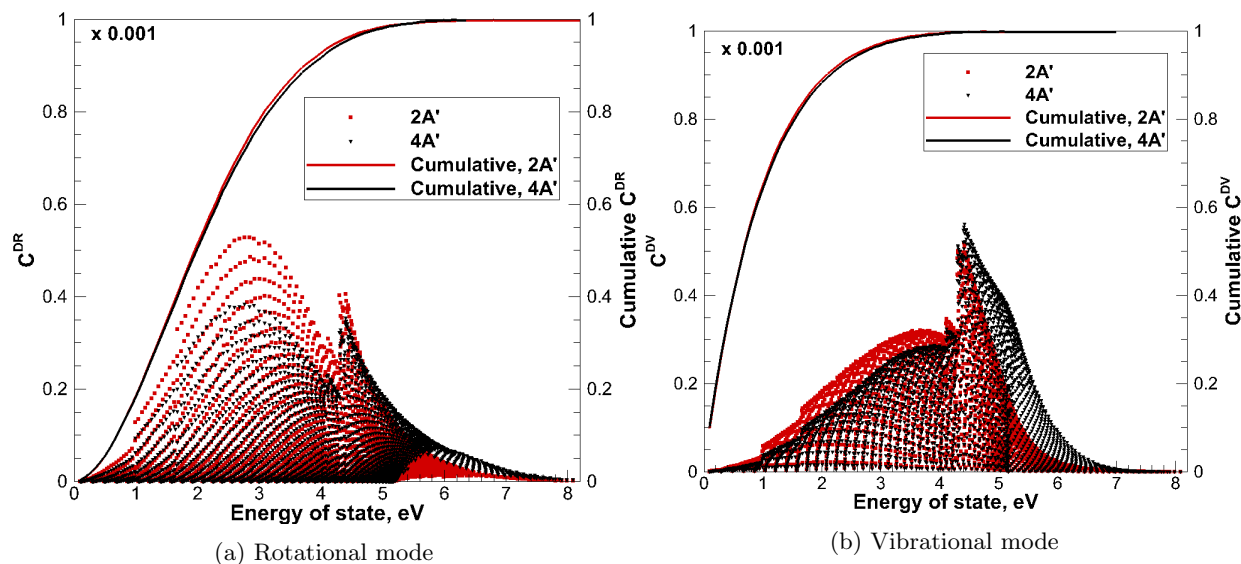 x 0.001
2A'
4A'
Cumulative, 2A'
Cumulative, 4A'
C^DR
Cumulative C^DR
1
0.8
0.6
0.4
0.2
0
1
0.8
0.6
0.4
0.2
0
0 1 2 3 4 5 6 7 8
Energy of state, eV
(a) Rotational mode
x 0.001
2A'
4A'
Cumulative, 2A'
Cumulative, 4A'
C^DV
Cumulative C^DV
1
0.8
0.6
0.4
0.2
0
1
0.8
0.6
0.4
0.2
0
0 1 2 3 4 5 6 7 8
Energy of state, eV
(b) Vibrational mode